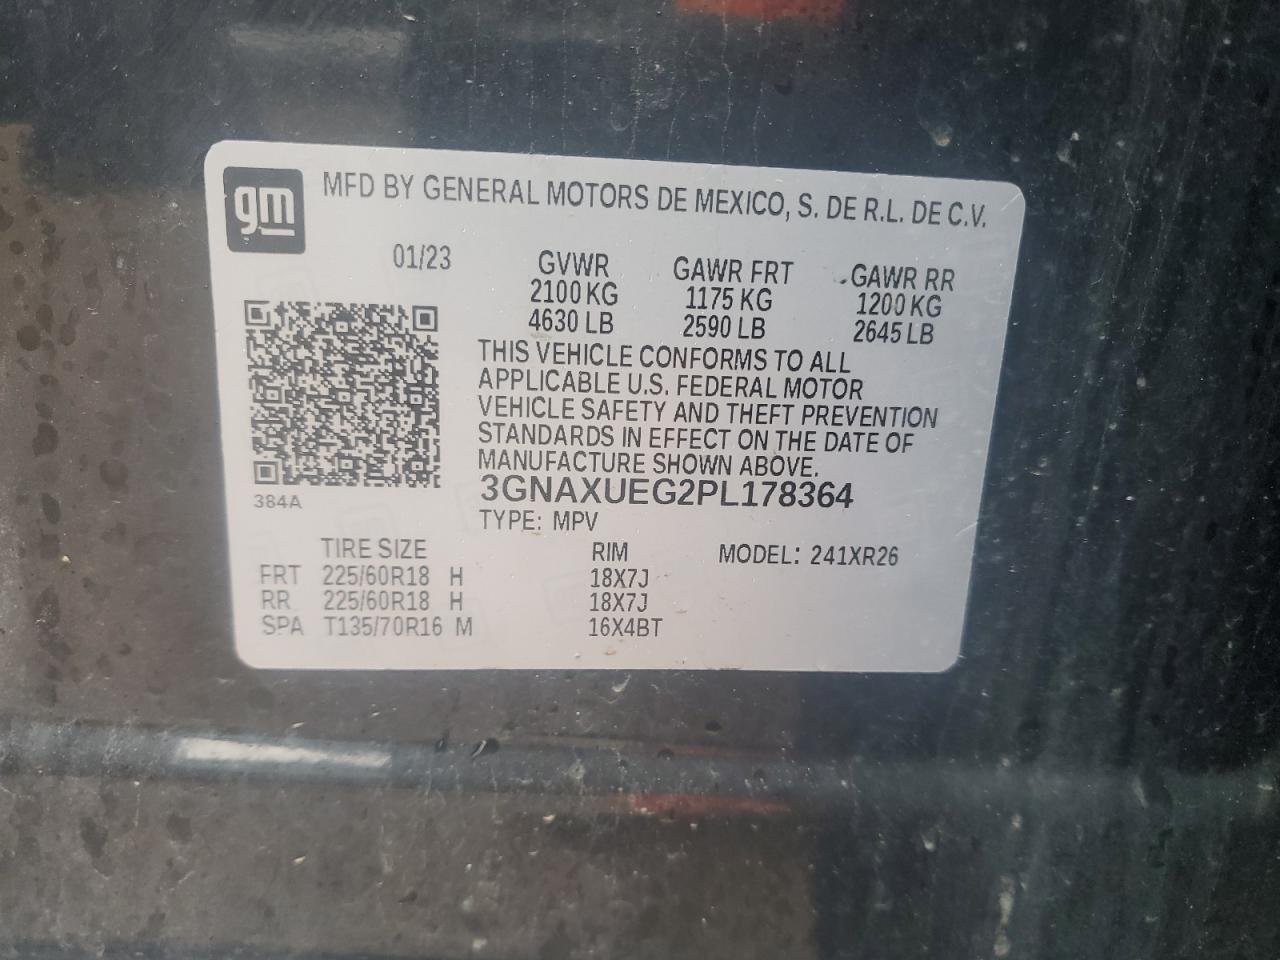 gm
MFD BY GENERAL MOTORS DE MEXICO, S. DE R.L. DE C.V.
01/23 GVWR GAWR FRT GAWR RR
2100 KG 1175 KG 1200 KG
4630 LB 2590 LB 2645 LB
THIS VEHICLE CONFORMS TO ALL
APPLICABLE U.S. FEDERAL MOTOR
VEHICLE SAFETY AND THEFT PREVENTION
STANDARDS IN EFFECT ON THE DATE OF
MANUFACTURE SHOWN ABOVE.
384A
3GNAXUEG2PL178364
TYPE: MPV
TIRE SIZE RIM MODEL: 241XR26
FRT 225/60R18 H 18X7J
RR 225/60R18 H 18X7J
SPA T135/70R16 M 16X4BT